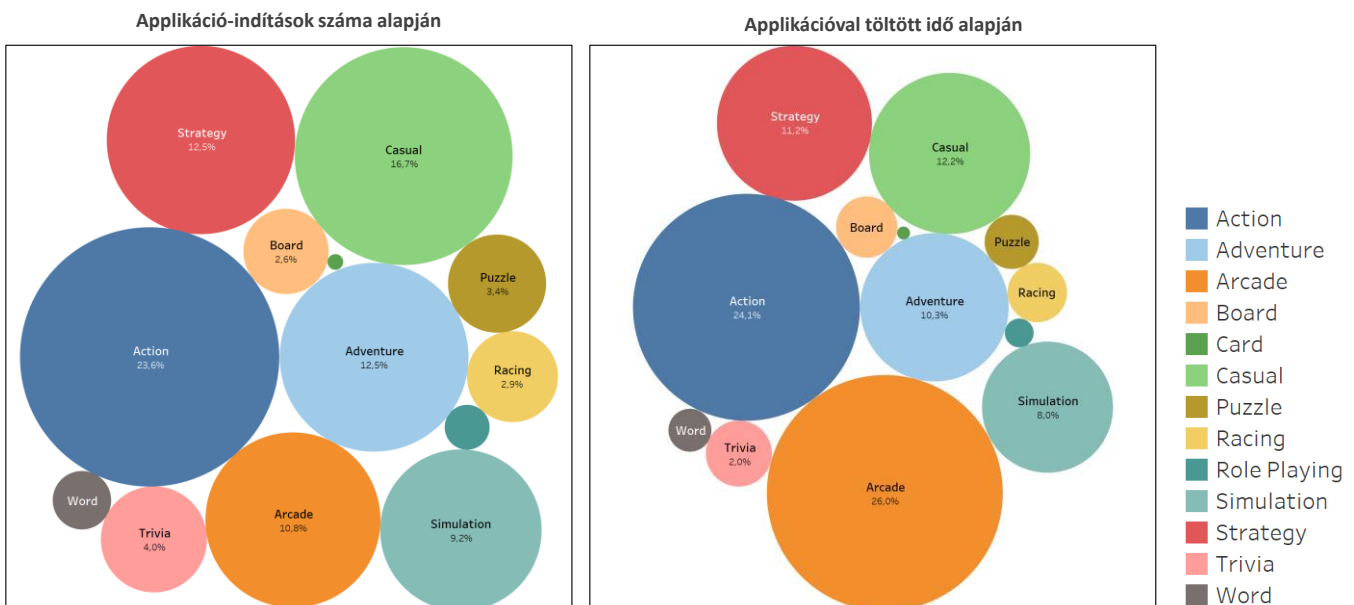 Applikáció-indítások száma alapján
Strategy
12,5%
Casual
16,7%
Board
2,6%
Puzzle
3,4%
Action
23,6%
Adventure
12,5%
Racing
2,9%
Word
Trivia
4,0%
Arcade
10,8%
Simulation
9,2%
Applikációval töltött idő alapján
Strategy
11,2%
Casual
12,2%
Board
Puzzle
Racing
Action
24,1%
Adventure
10,3%
Simulation
8,0%
Word
Trivia
2,0%
Arcade
26,0%
Action
Adventure
Arcade
Board
Card
Casual
Puzzle
Racing
Role Playing
Simulation
Strategy
Trivia
Word